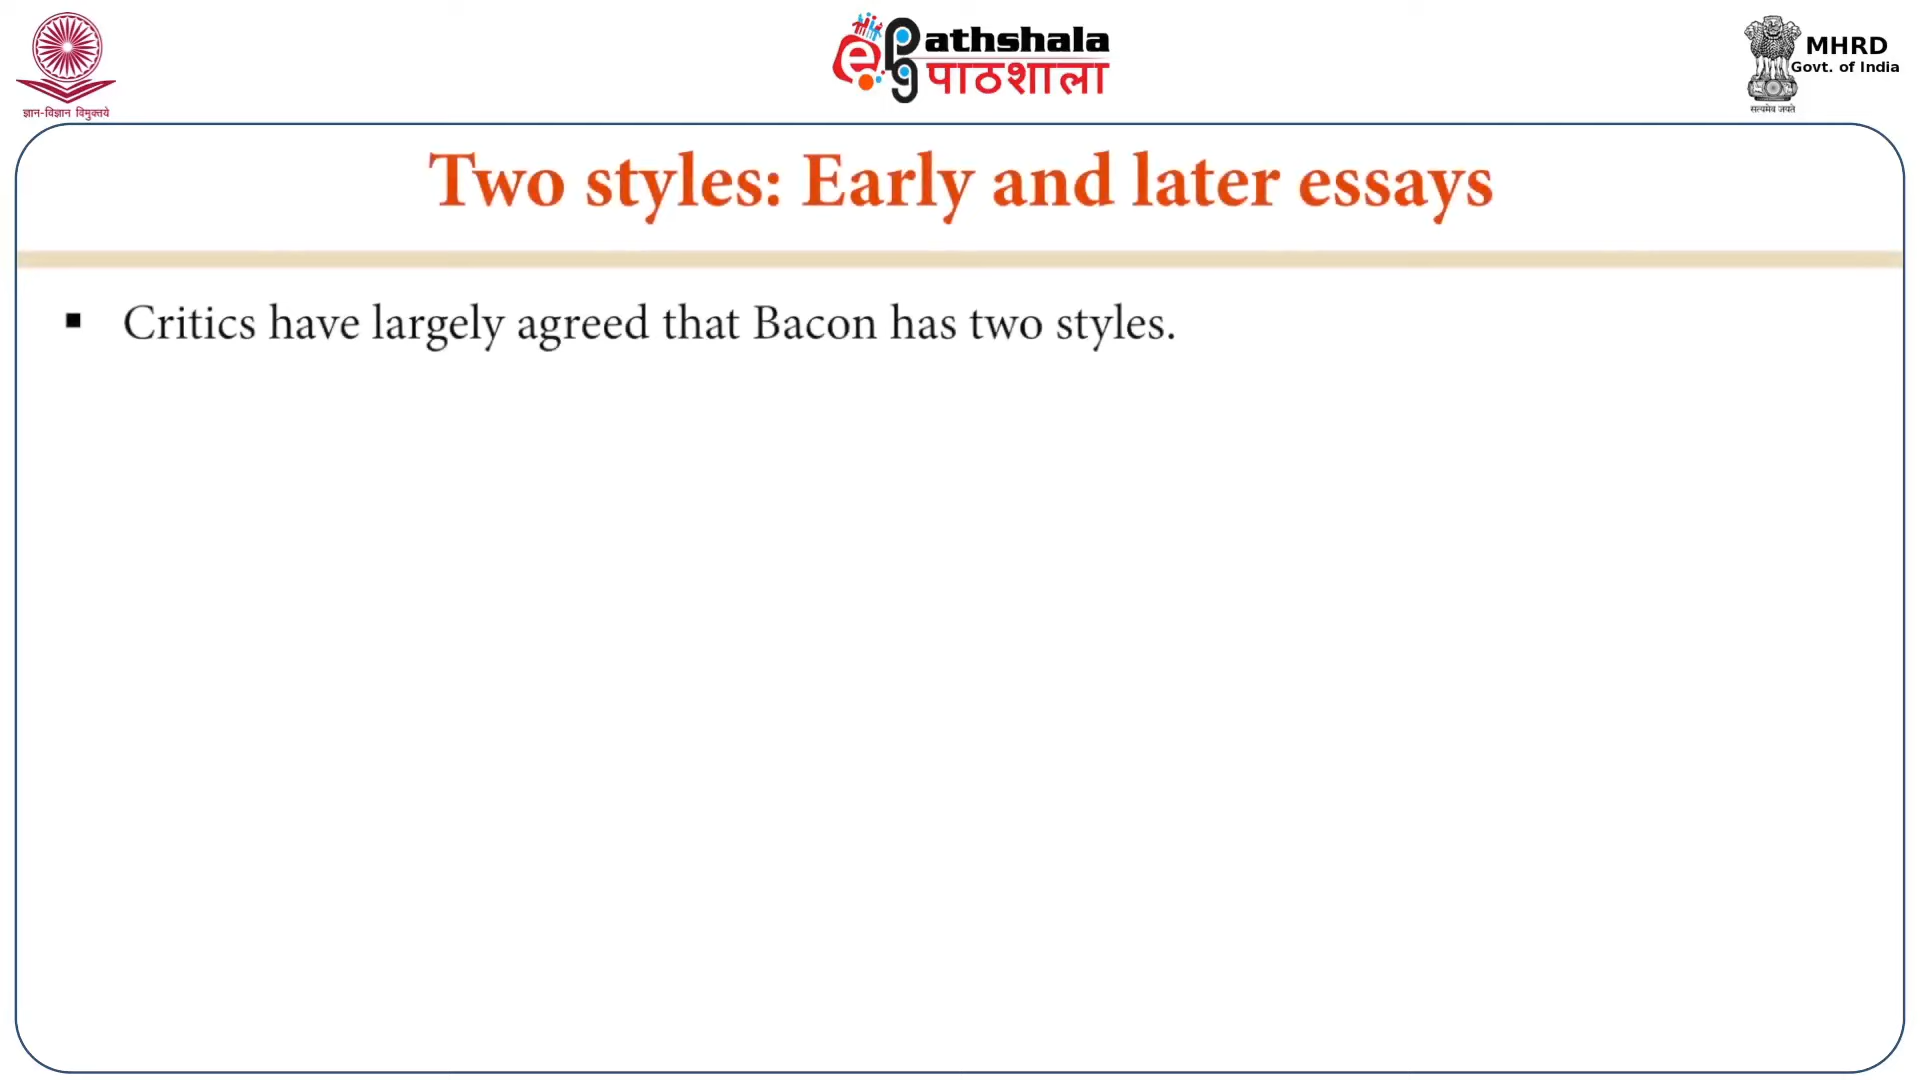 ज्ञान-विज्ञान विमुक्तये
ePathshala
पाठशाला
सत्यमेव जयते
MHRD
Govt. of India
Two styles: Early and later essays
▪ Critics have largely agreed that Bacon has two styles.